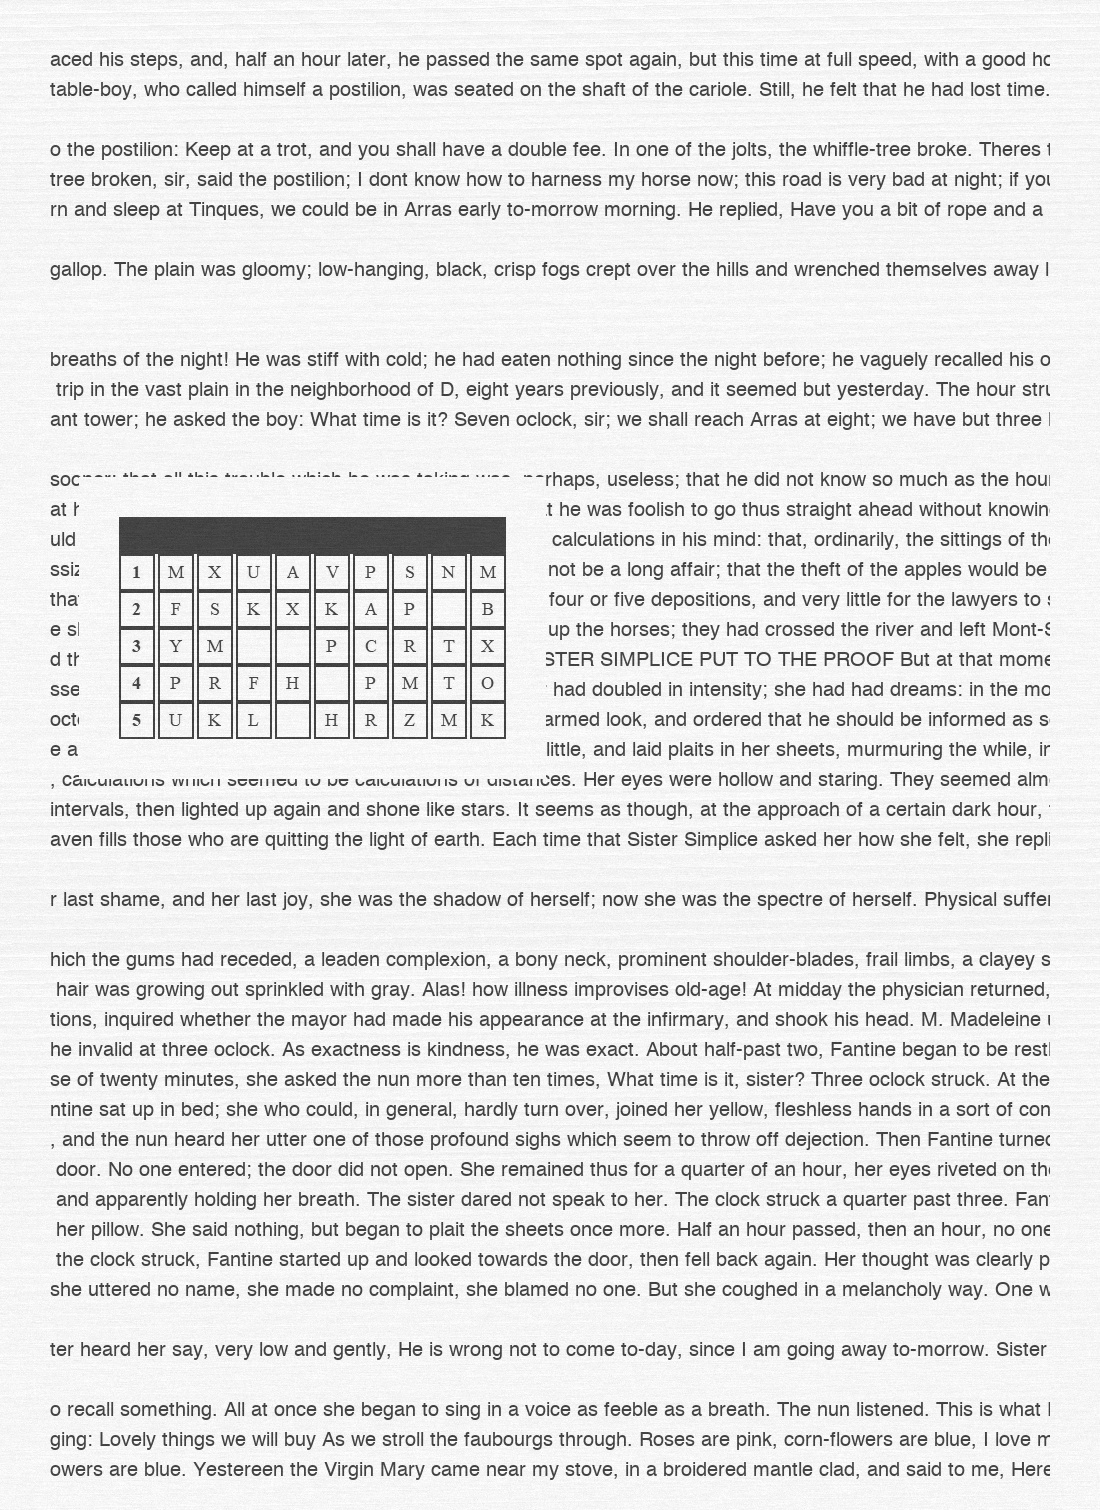 aced his steps, and, half an hour later, he passed the same spot again, but this time at full speed, with a good ho
table-boy, who called himself a postilion, was seated on the shaft of the cariole. Still, he felt that he had lost time.
o the postilion: Keep at a trot, and you shall have a double fee. In one of the jolts, the whiffle-tree broke. Theres
tree broken, sir, said the postilion; I dont know how to harness my horse now; this road is very bad at night; if you
rn and sleep at Tinques, we could be in Arras early to-morrow morning. He replied, Have you a bit of rope and a
gallop. The plain was gloomy; low-hanging, black, crisp fogs crept over the hills and wrenched themselves away
breaths of the night! He was stiff with cold; he had eaten nothing since the night before; he vaguely recalled his o
trip in the vast plain in the neighborhood of D, eight years previously, and it seemed but yesterday. The hour stru
ant tower; he asked the boy: What time is it? Seven oclock, sir; we shall reach Arras at eight; we have but three
sooner; that all this trouble which he was taking was, perhaps, useless; that he did not know so much as the hour
at he was foolish to go thus straight ahead without knowing
uld calculations in his mind: that, ordinarily, the sittings of the
ssiz not be a long affair; that the theft of the apples would be
that four or five depositions, and very little for the lawyers to
e up the horses; they had crossed the river and left Mont-S
d th STER SIMPLICE PUT TO THE PROOF But at that mome
sse had doubled in intensity; she had had dreams: in the mo
octo armed look, and ordered that he should be informed as s
e a little, and laid plaits in her sheets, murmuring the while, in
1 M X U A V P S N M
2 F S K X K A P B
3 Y M P C R T X
4 P R F H P M T O
5 U K L H R Z M K
, calculations which seemed to be calculations of distances. Her eyes were hollow and staring. They seemed alm
intervals, then lighted up again and shone like stars. It seems as though, at the approach of a certain dark hour,
aven fills those who are quitting the light of earth. Each time that Sister Simplice asked her how she felt, she repli
r last shame, and her last joy, she was the shadow of herself; now she was the spectre of herself. Physical suffer
hich the gums had receded, a leaden complexion, a bony neck, prominent shoulder-blades, frail limbs, a clayey s
hair was growing out sprinkled with gray. Alas! how illness improvises old-age! At midday the physician returned,
tions, inquired whether the mayor had made his appearance at the infirmary, and shook his head. M. Madeleine
he invalid at three oclock. As exactness is kindness, he was exact. About half-past two, Fantine began to be restl
se of twenty minutes, she asked the nun more than ten times, What time is it, sister? Three oclock struck. At the
ntine sat up in bed; she who could, in general, hardly turn over, joined her yellow, fleshless hands in a sort of con
, and the nun heard her utter one of those profound sighs which seem to throw off dejection. Then Fantine turned
door. No one entered; the door did not open. She remained thus for a quarter of an hour, her eyes riveted on the
and apparently holding her breath. The sister dared not speak to her. The clock struck a quarter past three. Fant
her pillow. She said nothing, but began to plait the sheets once more. Half an hour passed, then an hour, no one
the clock struck, Fantine started up and looked towards the door, then fell back again. Her thought was clearly p
she uttered no name, she made no complaint, she blamed no one. But she coughed in a melancholy way. One w
ter heard her say, very low and gently, He is wrong not to come to-day, since I am going away to-morrow. Sister
o recall something. All at once she began to sing in a voice as feeble as a breath. The nun listened. This is what
ging: Lovely things we will buy As we stroll the faubourgs through. Roses are pink, corn-flowers are blue, I love m
owers are blue. Yestereen the Virgin Mary came near my stove, in a broidered mantle clad, and said to me, Here